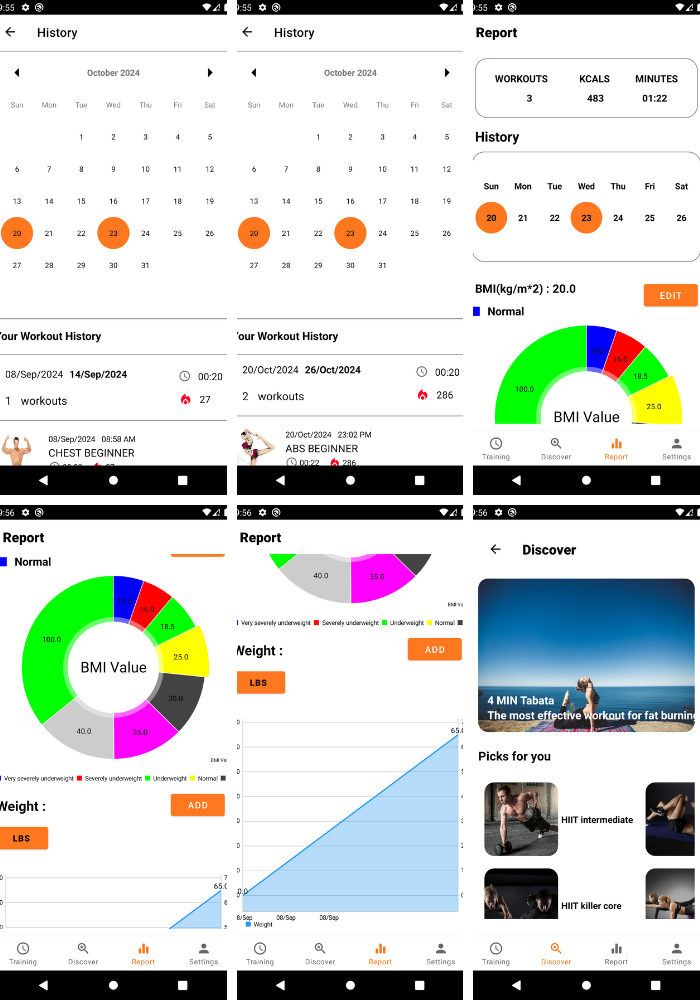 9:55
History
October 2024
Sun Mon Tue Wed Thu Fri Sat
1 2 3 4 5
6 7 8 9 10 11 12
13 14 15 16 17 18 19
20 21 22 23 24 25 26
27 28 29 30 31
Your Workout History
08/Sep/2024 14/Sep/2024 00:20
1 workouts 27
08/Sep/2024 08:58 AM
CHEST BEGINNER
9:55
History
October 2024
Sun Mon Tue Wed Thu Fri Sat
1 2 3 4 5
6 7 8 9 10 11 12
13 14 15 16 17 18 19
20 21 22 23 24 25 26
27 28 29 30 31
Your Workout History
20/Oct/2024 26/Oct/2024 00:20
2 workouts 286
20/Oct/2024 23:02 PM
ABS BEGINNER
00:22 286
9:55
Report
WORKOUTS KCALS MINUTES
3 483 01:22
History
Sun Mon Tue Wed Thu Fri Sat
20 21 22 23 24 25 26
BMI(kg/m*2) : 20.0
EDIT
Normal
15.0
16.0
18.5
100.0
25.0
BMI Value
Training Discover Report Settings
9:56
Report
Normal
16.0
18.5
100.0
25.0
BMI Value
30.0
40.0
35.0
BMI Va
Very severely underweight Severely underweight Underweight Normal
Weight :
ADD
LBS
65.0
Training Discover Report Settings
9:56
Report
40.0
35.0
BMI Va
Very severely underweight Severely underweight Underweight Normal
Weight :
ADD
LBS
65.
0.0
8/Sep 08/Sep 08/Sep
Weight
Training Discover Report Settings
9:56
Discover
4 MIN Tabata
The most effective workout for fat burning
Picks for you
HIIT intermediate
HIIT killer core
Training Discover Report Settings